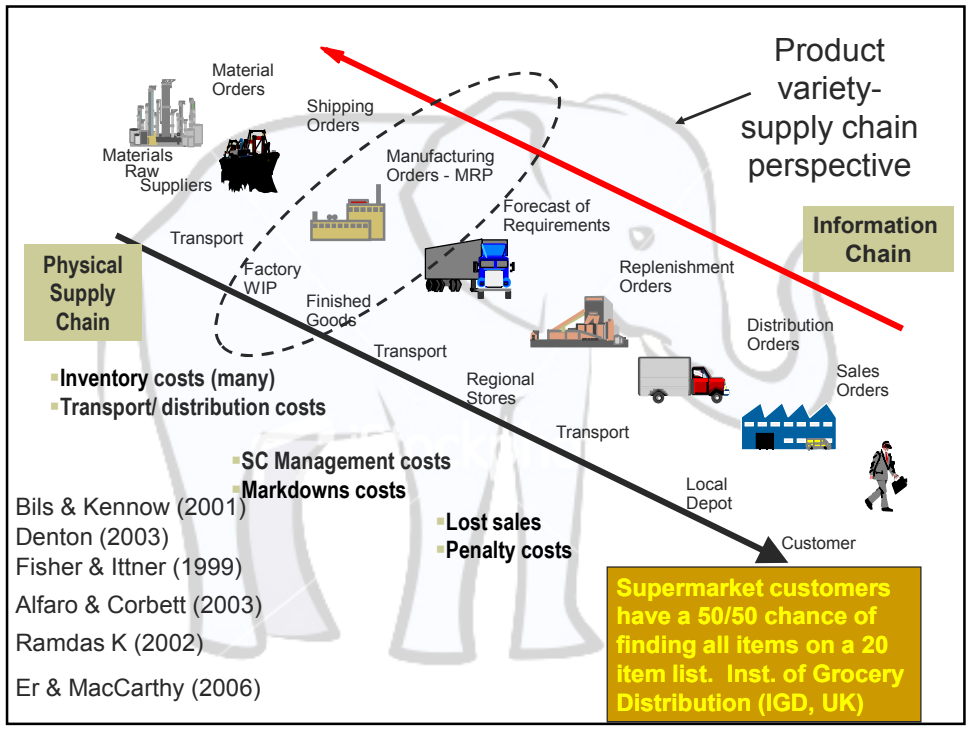 Product
variety-
supply chain
perspective
Material
Orders
Shipping
Orders
Materials
Raw
Suppliers
Manufacturing
Orders - MRP
Forecast of
Requirements
Information
Chain
Transport
Physical
Supply
Chain
Factory
WIP
Finished
Goods
Replenishment
Orders
Distribution
Orders
Sales
Orders
Transport
Regional
Stores
Transport
Local
Depot
Customer
▪Inventory costs (many)
▪Transport/ distribution costs
▪SC Management costs
▪Markdowns costs
▪Lost sales
▪Penalty costs
Bils & Kennow (2001)
Denton (2003)
Fisher & Ittner (1999)
Alfaro & Corbett (2003)
Ramdas K (2002)
Er & MacCarthy (2006)
Supermarket customers
have a 50/50 chance of
finding all items on a 20
item list. Inst. of Grocery
Distribution (IGD, UK)